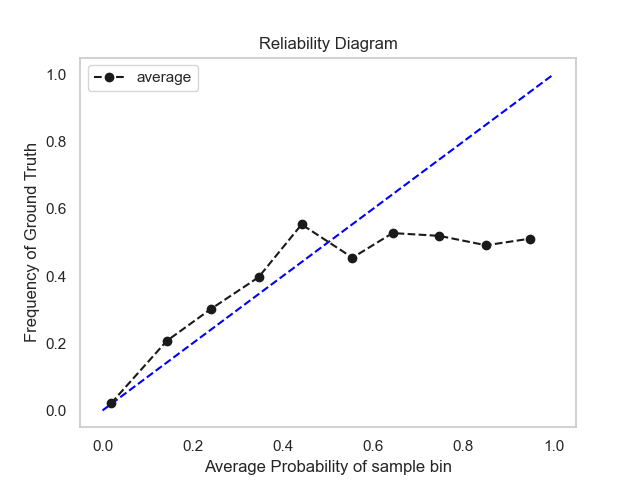 Reliability Diagram
average
Frequency of Ground Truth
1.0
0.8
0.6
0.4
0.2
0.0
0.0 0.2 0.4 0.6 0.8 1.0
Average Probability of sample bin